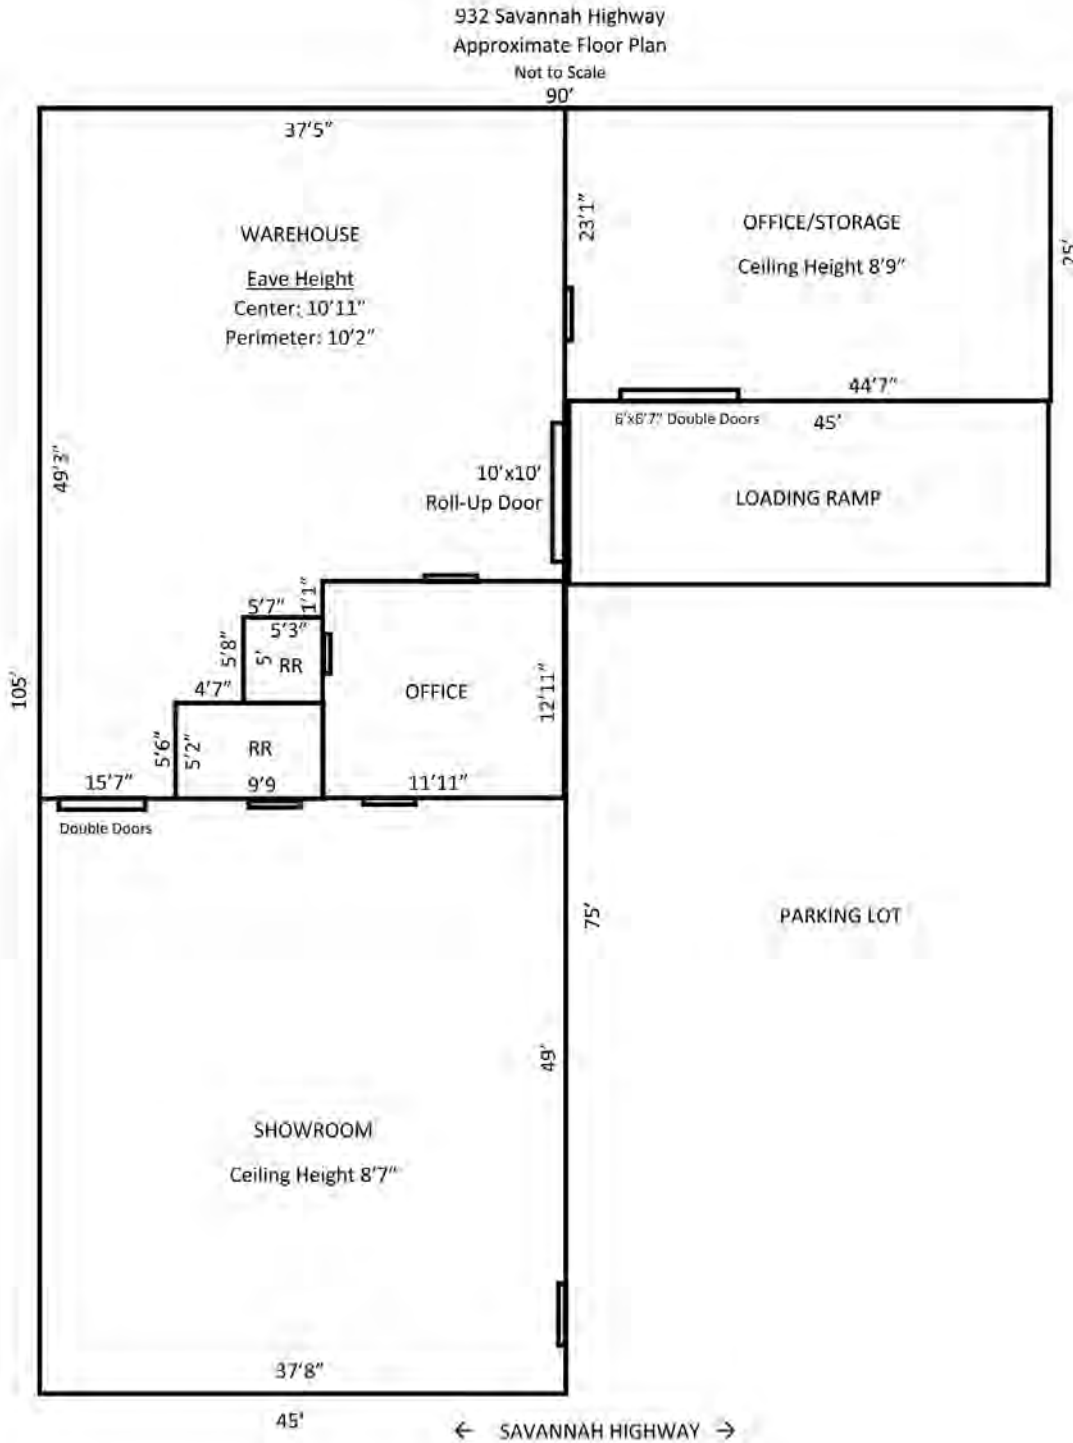 932 Savannah Highway
Approximate Floor Plan
Not to Scale
90’
37’5”
WAREHOUSE
Eave Height
Center: 10’11”
Perimeter: 10’2”
23’1”
OFFICE/STORAGE
Ceiling Height 8’9”
25’
44’7”
6’x6’7” Double Doors
45’
49’3”
10’x10’
Roll-Up Door
LOADING RAMP
1’1”
5’7”
5’3”
5’8”
5’
RR
4’7”
OFFICE
12’11”
105’
5’6”
5’2”
RR
15’7”
9’9
11’11”
Double Doors
75’
PARKING LOT
49’
SHOWROOM
Ceiling Height 8’7”
37’8”
45’
← SAVANNAH HIGHWAY →